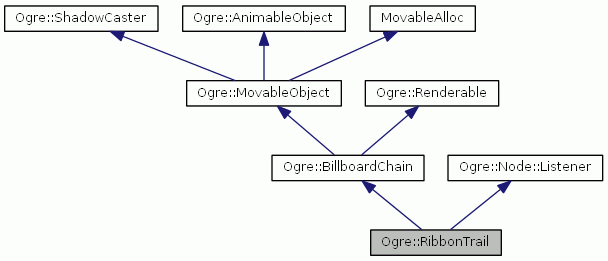 Ogre::ShadowCaster
Ogre::AnimableObject
MovableAlloc
Ogre::MovableObject
Ogre::Renderable
Ogre::BillboardChain
Ogre::Node::Listener
Ogre::RibbonTrail